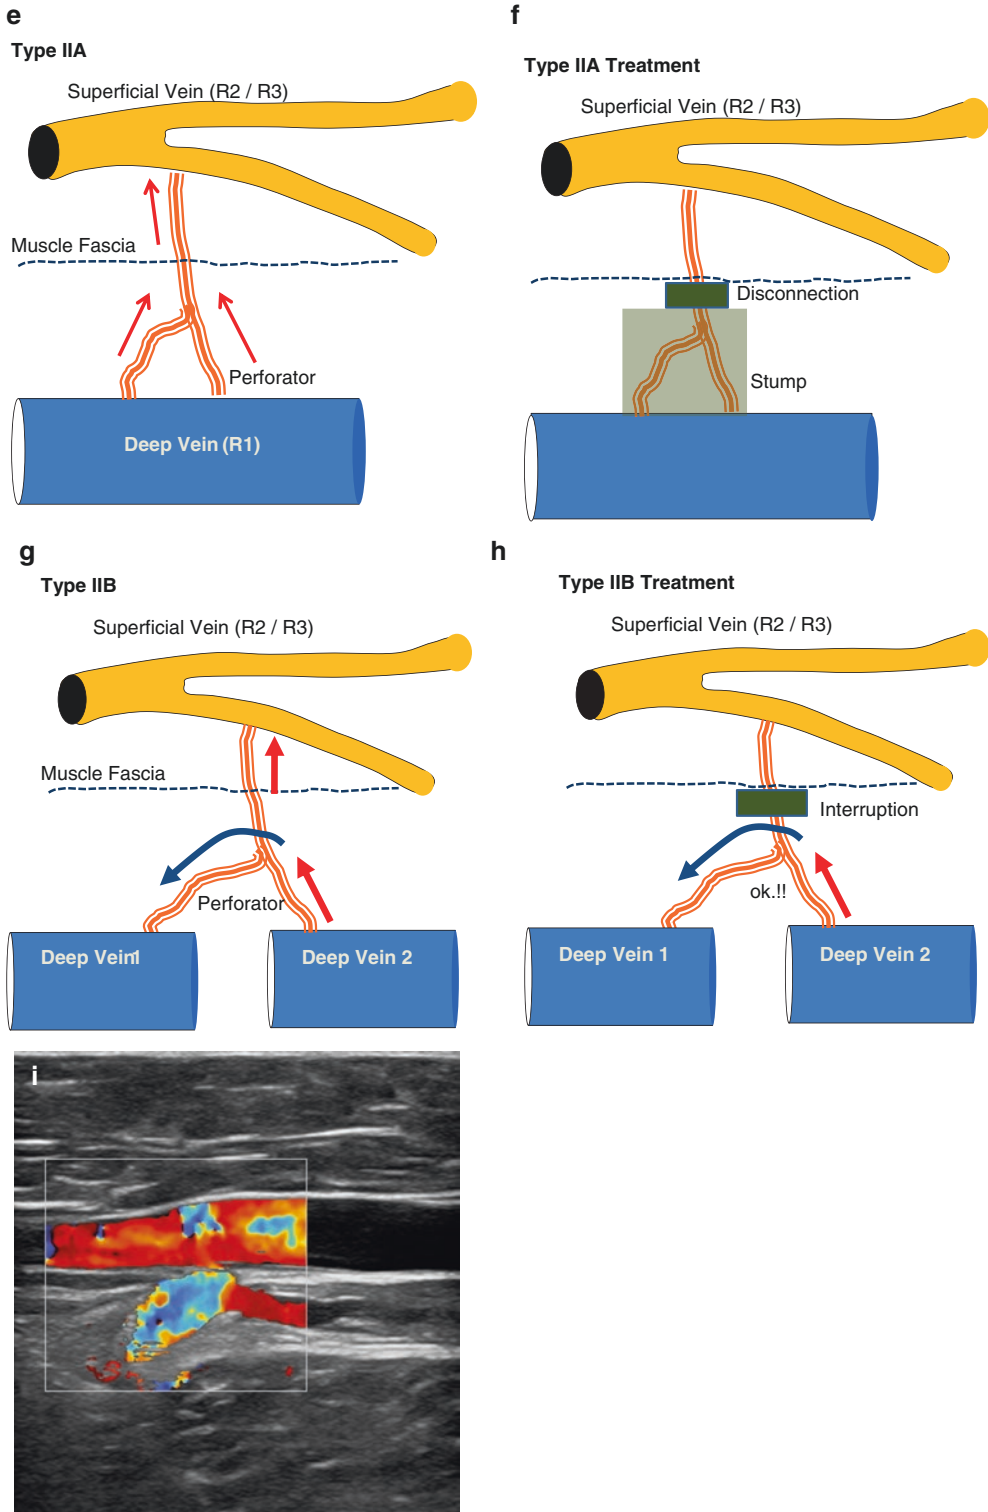 e
Type IIA
Superficial Vein (R2 / R3)
Muscle Fascia
Perforator
Deep Vein (R1)
f
Type IIA Treatment
Superficial Vein (R2 / R3)
Disconnection
Stump
g
Type IIB
Superficial Vein (R2 / R3)
Muscle Fascia
Perforator
Deep Vein1
Deep Vein 2
h
Type IIB Treatment
Superficial Vein (R2 / R3)
Interruption
ok.!!
Deep Vein 1
Deep Vein 2
i